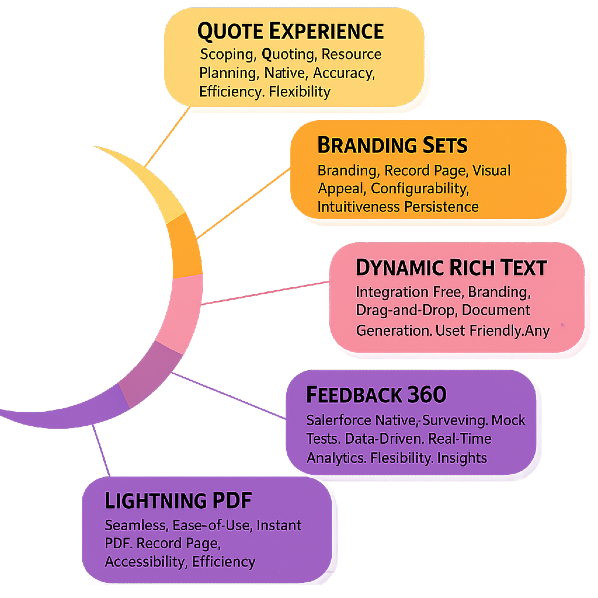 QUOTE EXPERIENCE
Scoping, Quoting, Resource
Planning, Native, Accuracy,
Efficiency. Flexibility
BRANDING SETS
Branding, Record Page, Visual
Appeal, Configurability,
Intuitiveness Persistence
DYNAMIC RICH TEXT
Integration Free, Branding,
Drag-and-Drop, Document
Generation. Uset Friendly.Any
FEEDBACK 360
Salerforce Native,-Surveving. Mock
Tests. Data-Driven. Real-Time
Analytics. Flesibility. Insights
LIGHTNING PDF
Seamless, Ease-of-Use, Instant
PDF. Record Page,
Accessibility, Efficiency